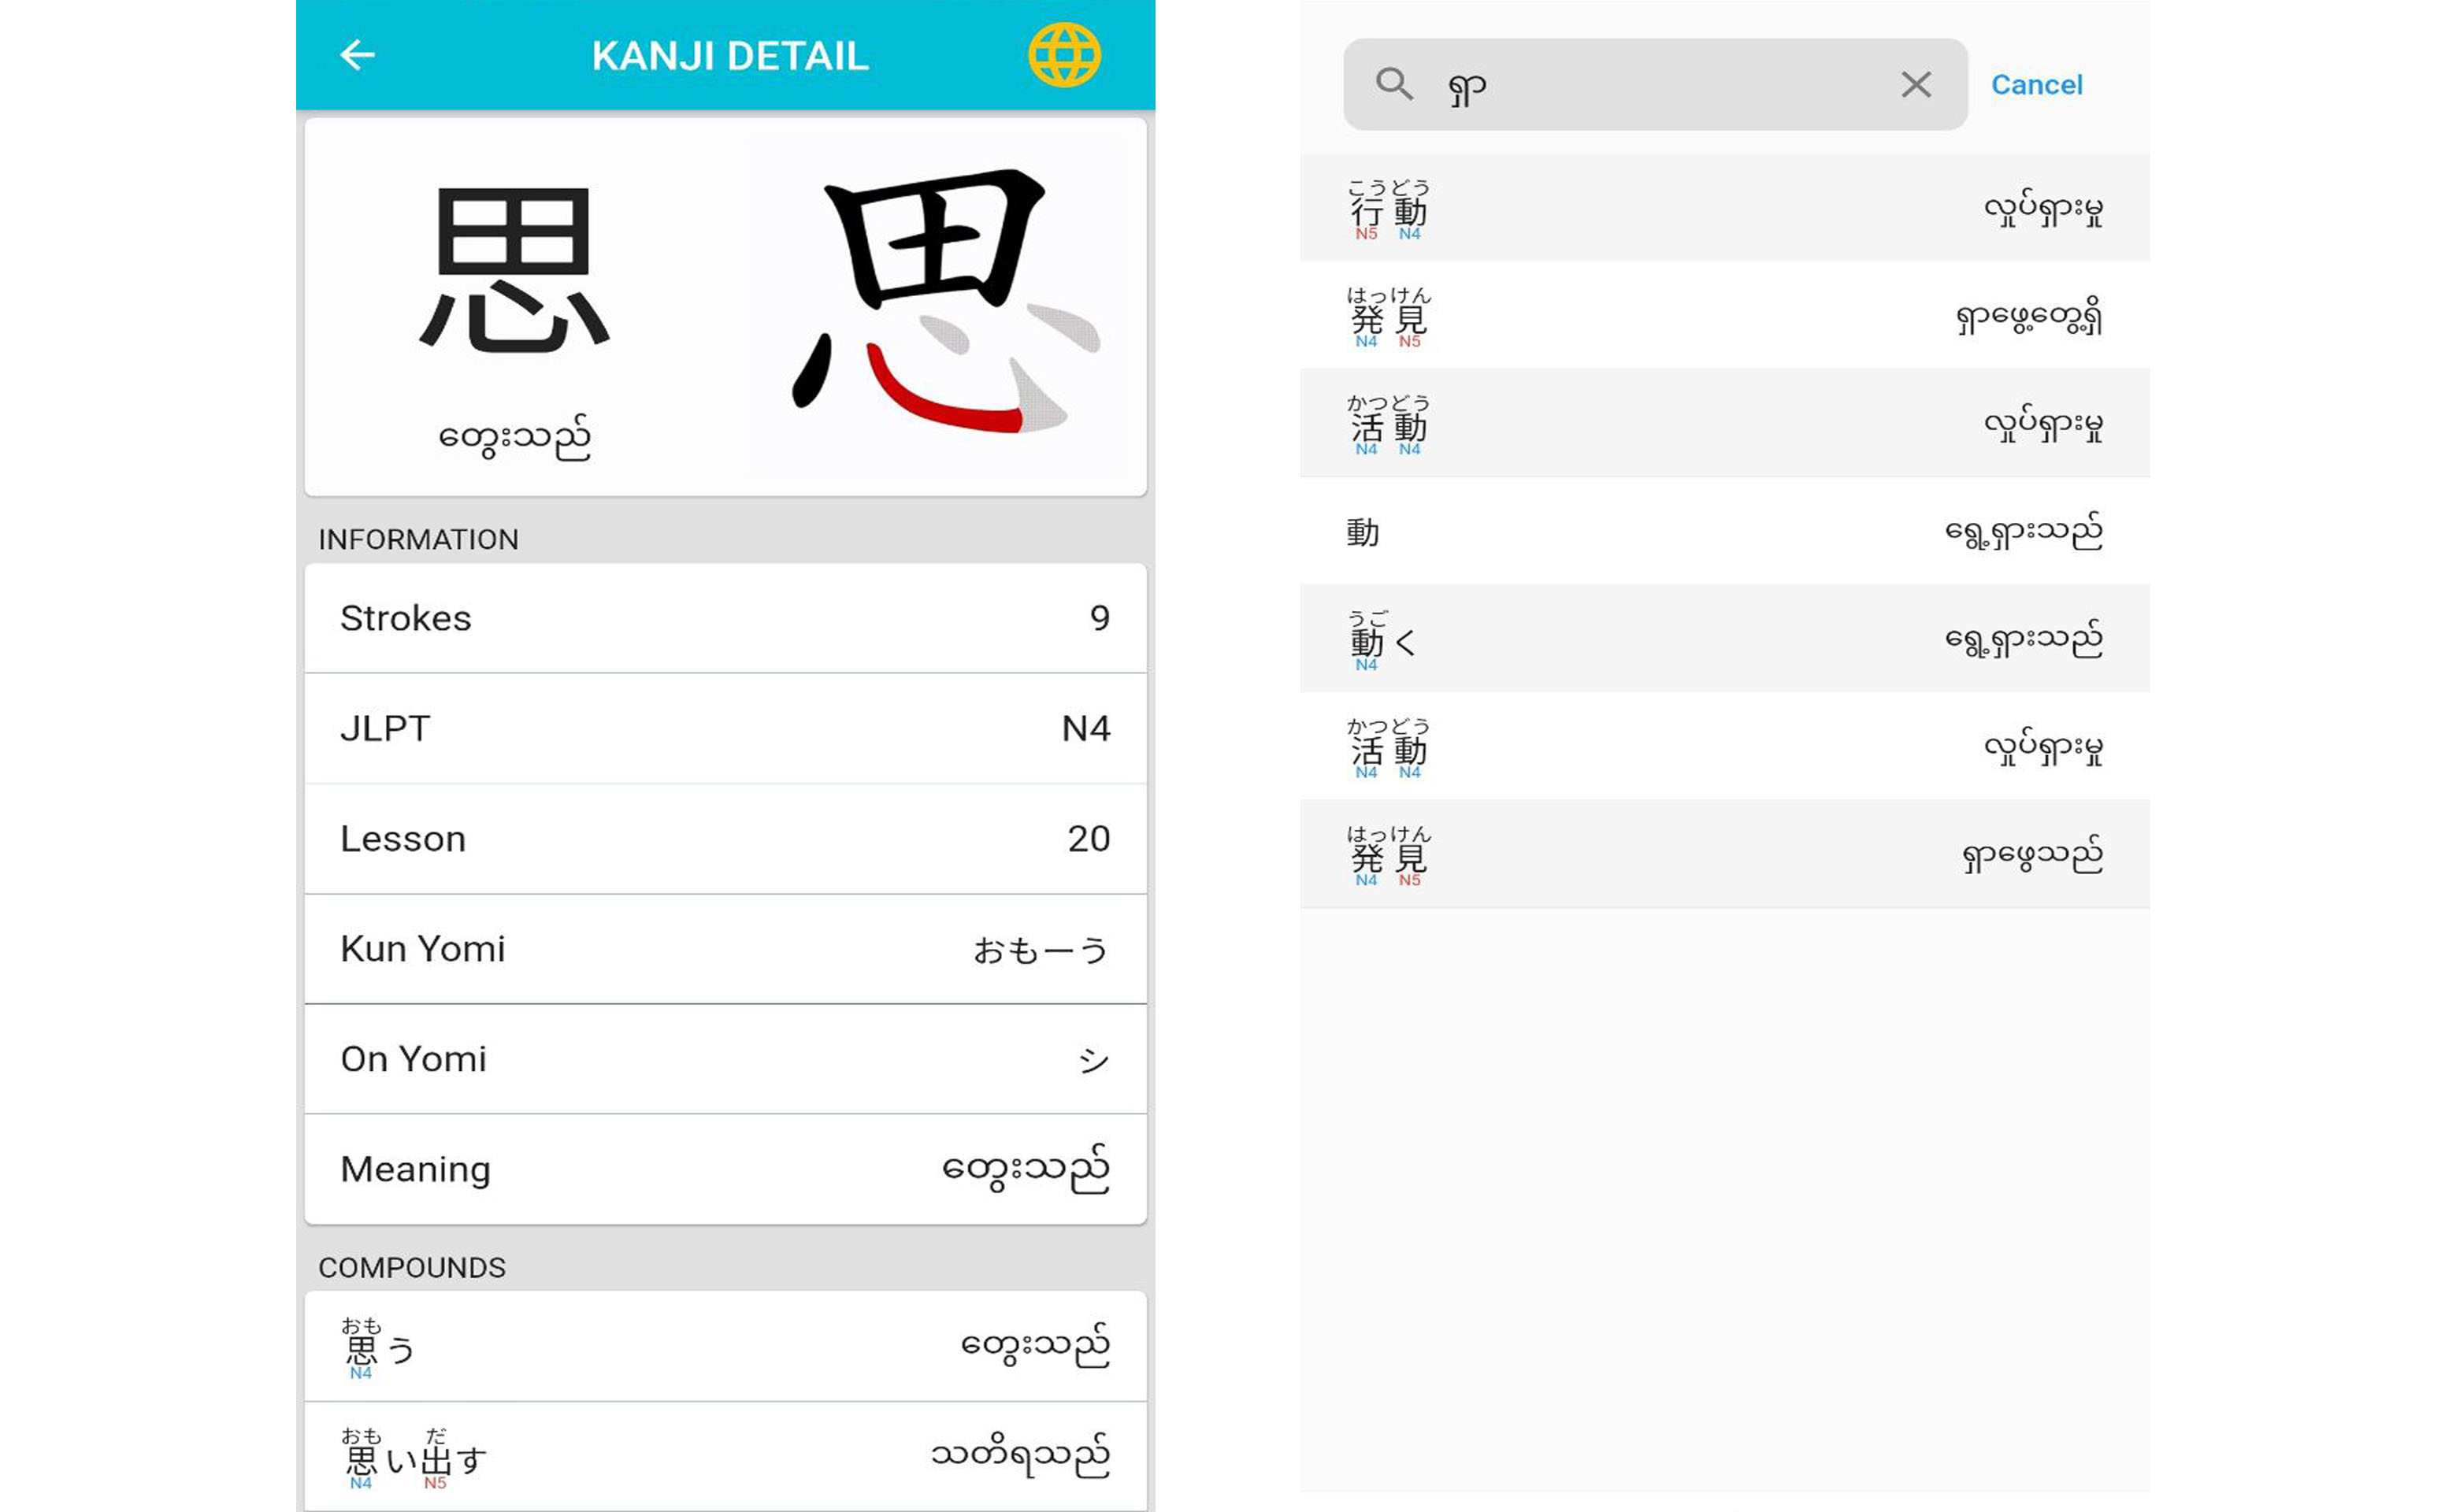 KANJI DETAIL
思 思
တွေးသည်
INFORMATION
Strokes 9
JLPT N4
Lesson 20
Kun Yomi おもーう
On Yomi シ
Meaning တွေးသည်
COMPOUNDS
おも
思う တွေးသည်
N4
おも だ
思い出す သတိရသည်
N4 N5
ရှာ Cancel
こうどう
行動 လှုပ်ရှားမှု
N5 N4
はっけん
発見 ရှာဖွေ့တွေ့ရှိ
N4 N5
かつどう
活動 လှုပ်ရှားမှု
N4 N4
動 ရွေ့ရှားသည်
うご
動く ရွေ့ရှားသည်
N4
かつどう
活動 လှုပ်ရှားမှု
N4 N4
はっけん
発見 ရှာဖွေသည်
N4 N5